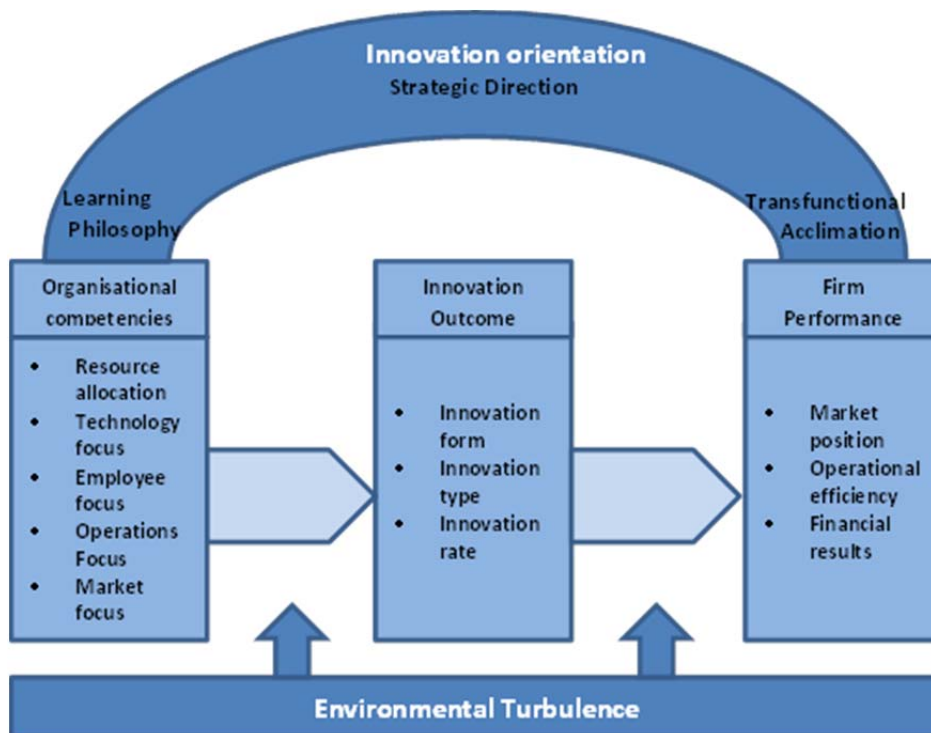 Innovation orientation
Strategic Direction
Learning
Philosophy
Transfunctional
Acclimation
Organisational
competencies
• Resource
allocation
• Technology
focus
• Employee
focus
• Operations
Focus
• Market
focus
Innovation
Outcome
• Innovation
form
• Innovation
type
• Innovation
rate
Firm
Performance
• Market
position
• Operational
efficiency
• Financial
results
Environmental Turbulence